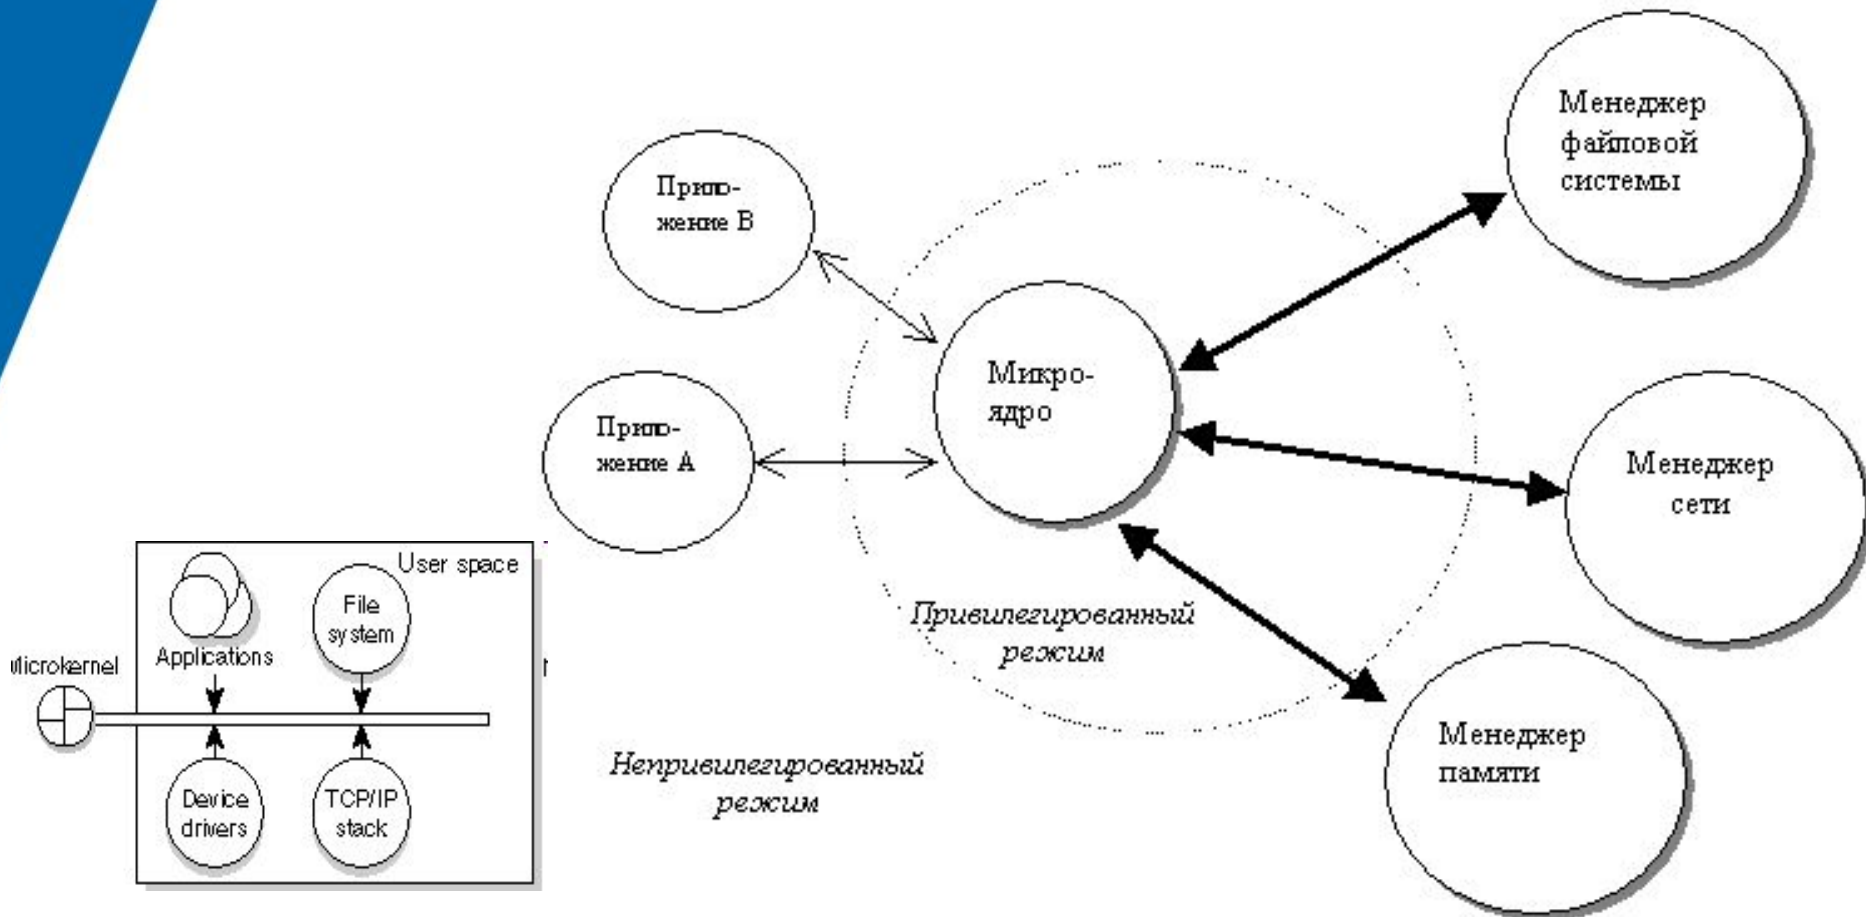 Менеджер
файловой
системы
Прило-
жение В
Микро-
ядро
Прило-
жение А
Менеджер
сети
Привилегированный
режим
Менеджер
памяти
Непривилегированный
режим
User space
File
system
Applications
Microkernel
Device
drivers
TCP/IP
stack